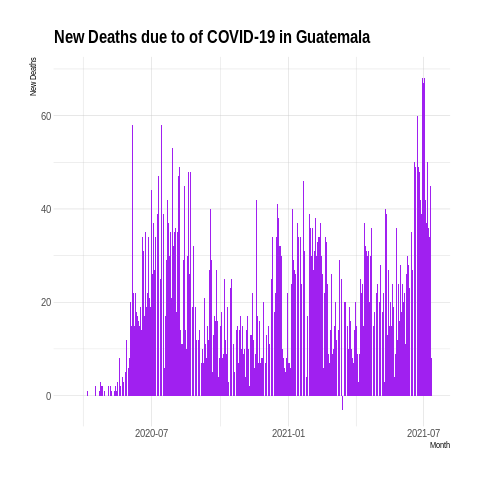 New Deaths due to of COVID-19 in Guatemala
New Deaths
60
40
20
0
2020-07
2021-01
2021-07
Month